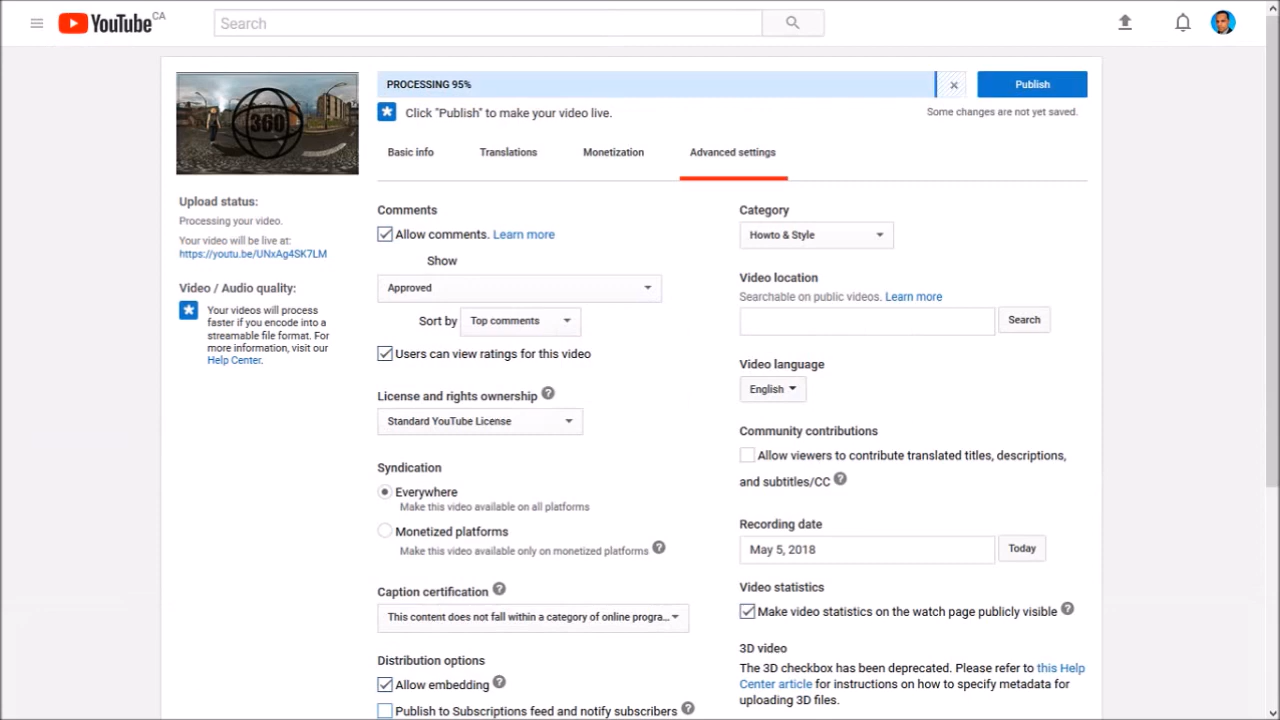 YouTube CA
Search
360
PROCESSING 95%
Publish
Click "Publish" to make your video live.
Some changes are not yet saved.
Basic info
Translations
Monetization
Advanced settings
Upload status:
Processing your video.
Your video will be live at:
https://youtu.be/UNxAg4SK7LM
Video / Audio quality:
Your videos will process
faster if you encode into a
streamable file format. For
more information, visit our
Help Center.
Comments
Allow comments. Learn more
Show
Approved
Sort by Top comments
Users can view ratings for this video
License and rights ownership ?
Standard YouTube License
Syndication
Everywhere
Make this video available on all platforms
Monetized platforms
Make this video available only on monetized platforms ?
Caption certification ?
This content does not fall within a category of online progra...
Distribution options
Allow embedding ?
Publish to Subscriptions feed and notify subscribers ?
Category
Howto & Style
Video location
Searchable on public videos. Learn more
Search
Video language
English
Community contributions
Allow viewers to contribute translated titles, descriptions,
and subtitles/CC ?
Recording date
May 5, 2018
Today
Video statistics
Make video statistics on the watch page publicly visible ?
3D video
The 3D checkbox has been deprecated. Please refer to this Help
Center article for instructions on how to specify metadata for
uploading 3D files.